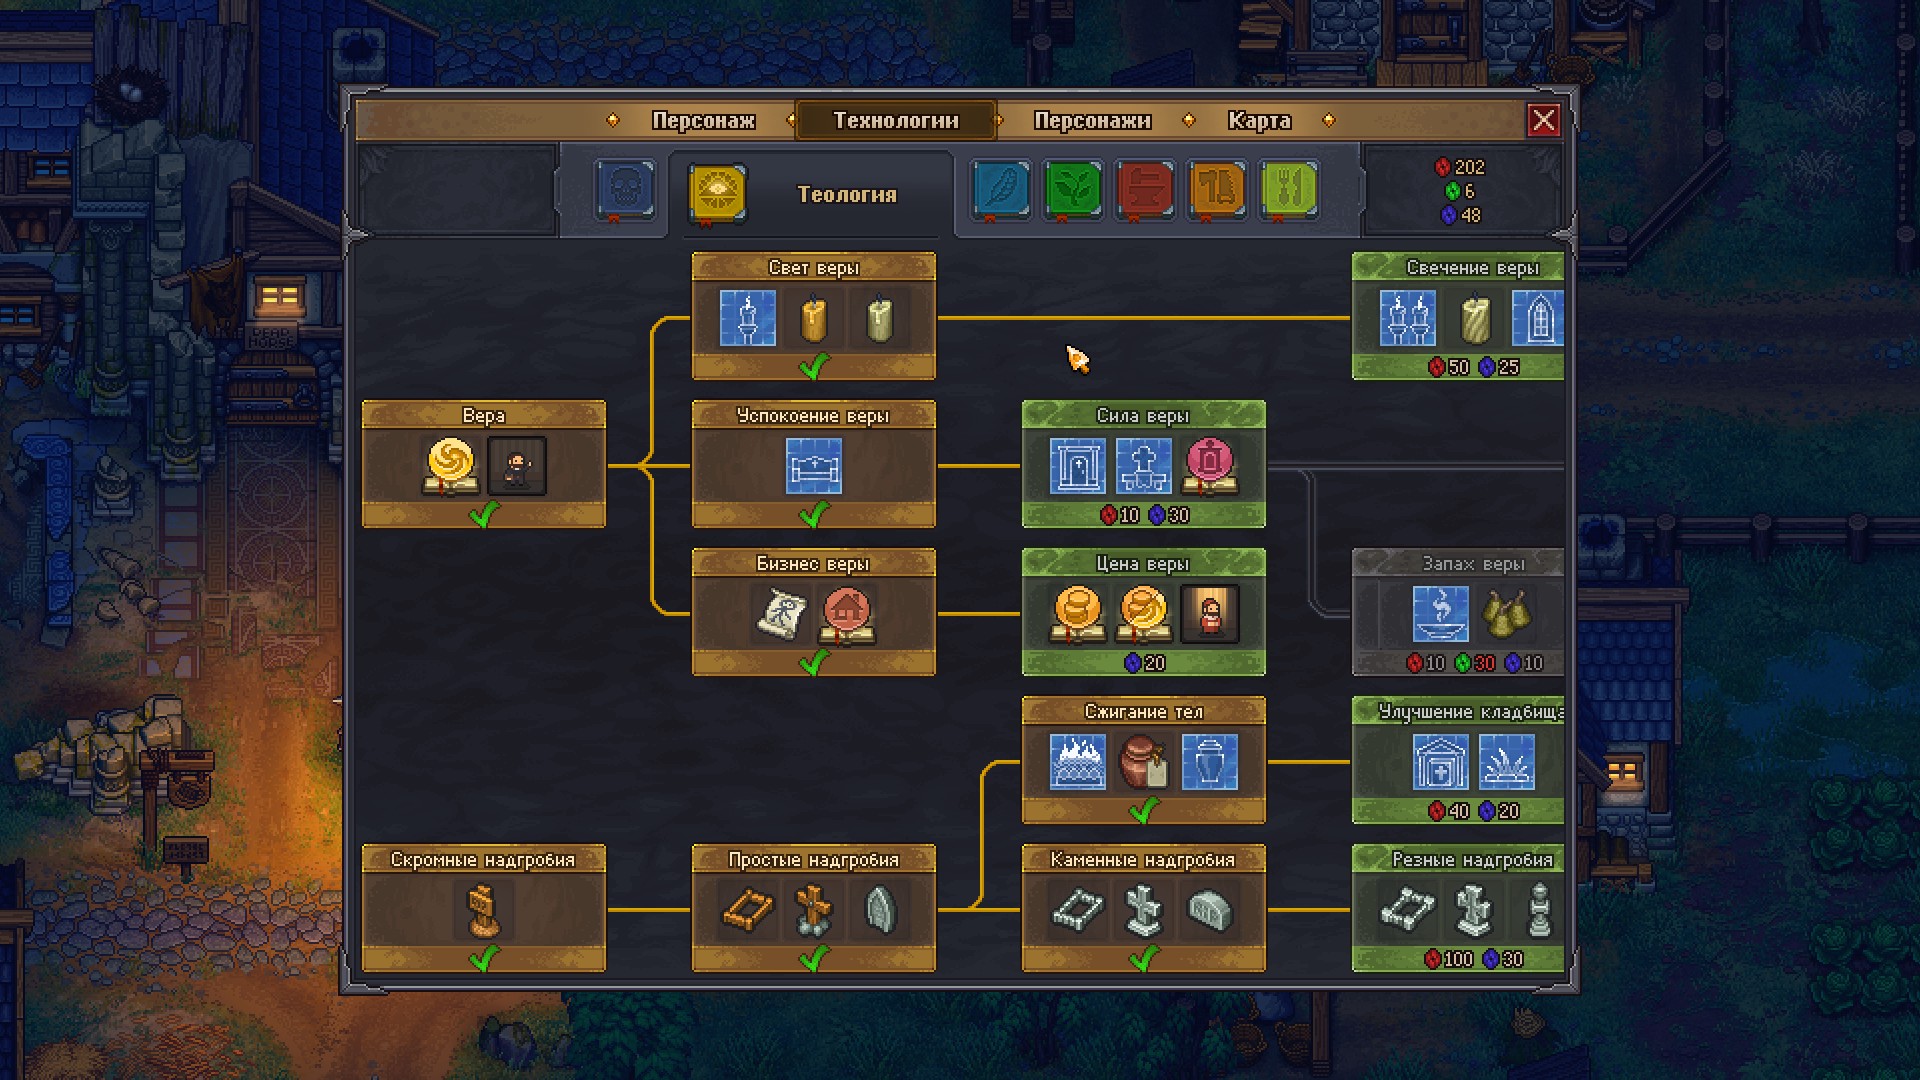 Персонаж
Технологии
Персонажи
Карта
Теология
202
6
48
Свет веры
Свечение веры
50 25
Вера
Успокоение веры
Сила веры
10 30
Бизнес веры
Цена веры
20
Запах веры
10 30 10
Сжигание тел
Улучшение кладбища
40 20
Скромные надгробия
Простые надгробия
Каменные надгробия
Резные надгробия
100 30
DEAD
HORSE